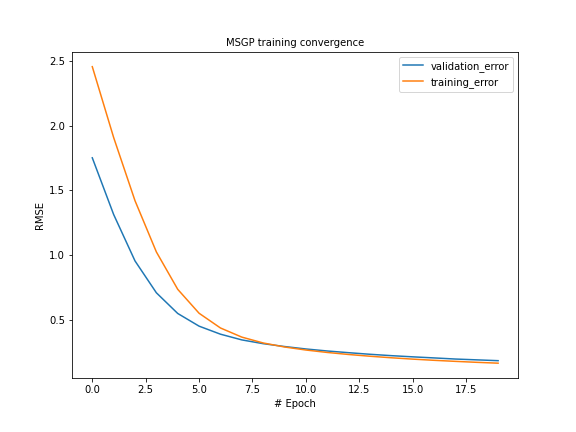 MSGP training convergence
2.5
2.0
1.5
1.0
0.5
RMSE
validation_error
training_error
0.0 2.5 5.0 7.5 10.0 12.5 15.0 17.5
# Epoch